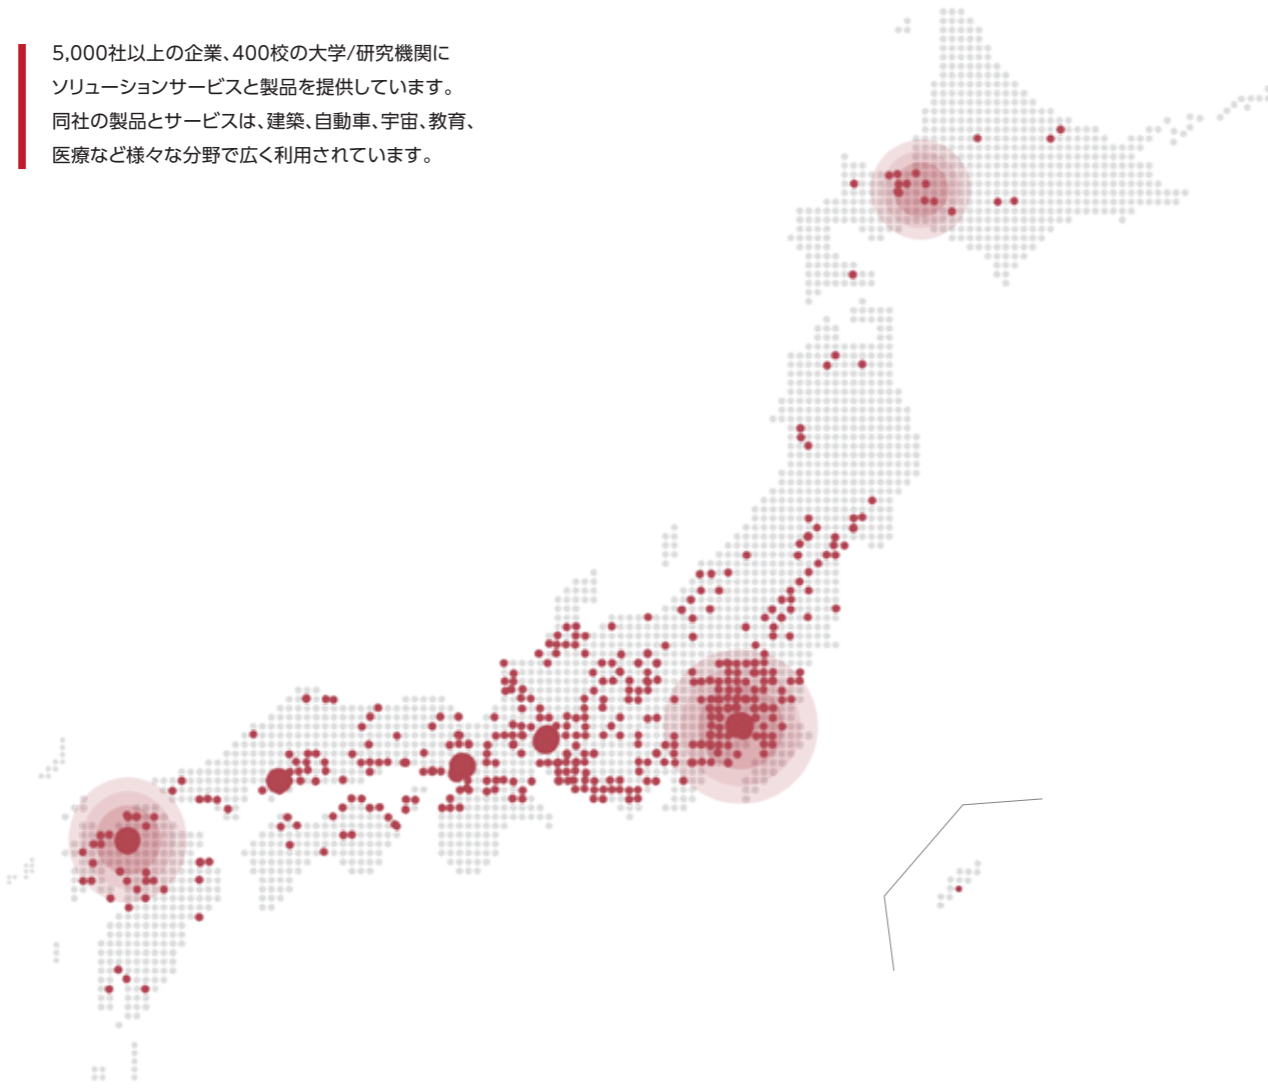 5,000社以上の企業、400校の大学/研究機関に
ソリューションサービスと製品を提供しています。
同社の製品とサービスは、建築、自動車、宇宙、教育、
医療など様々な分野で広く利用されています。